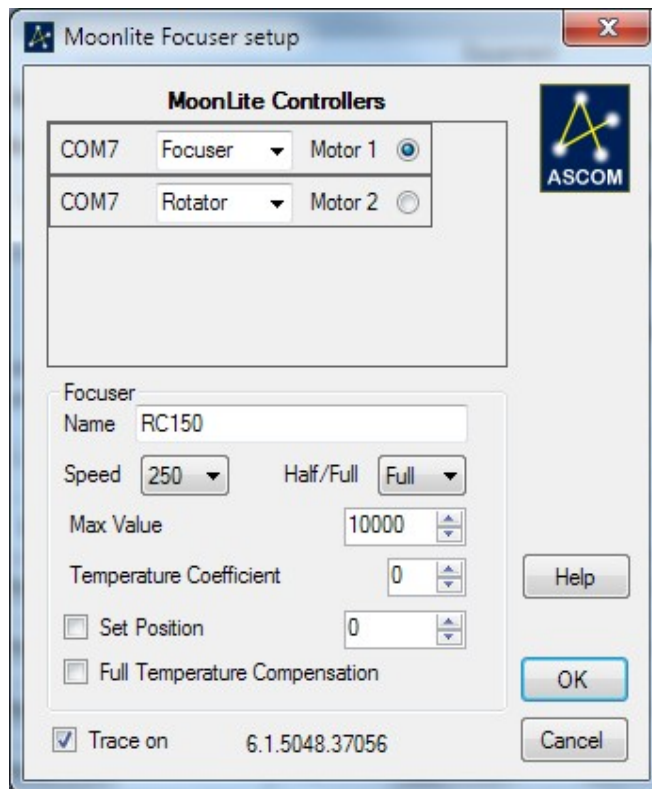 Moonlite Focuser setup
MoonLite Controllers
COM7 Focuser Motor 1
COM7 Rotator Motor 2
ASCOM
Focuser
Name RC150
Speed 250 Half/Full Full
Max Value 10000
Temperature Coefficient 0
Help
Set Position 0
Full Temperature Compensation
OK
Trace on 6.1.5048.37056
Cancel